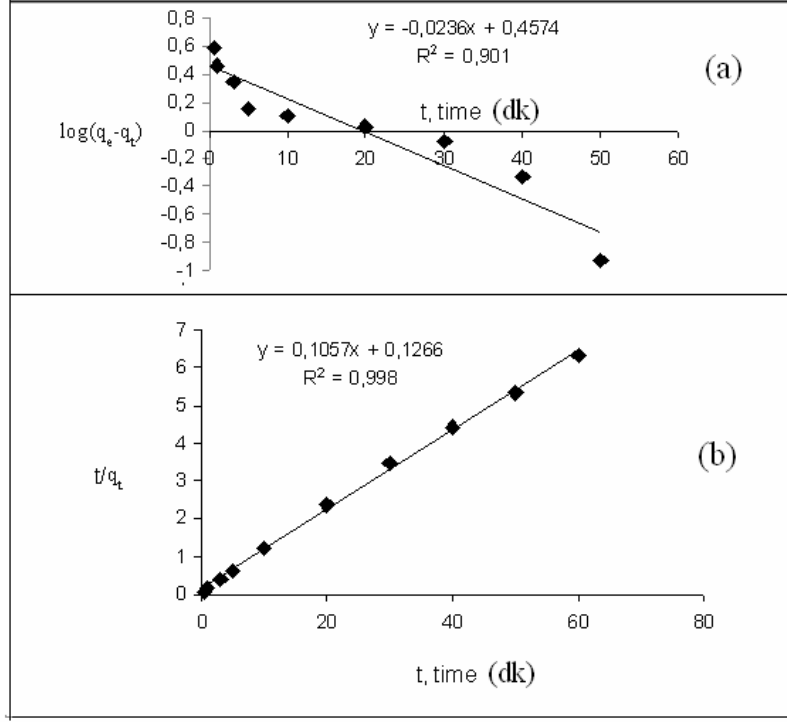 y = -0,0236x + 0,4574
R² = 0,901
(a)
0,8
0,6
0,4
0,2
0
-0,2
-0,4
-0,6
-0,8
-1
log(qₑ-qₜ)
t, time (dk)
0 10 20 30 40 50 60
y = 0,1057x + 0,1266
R² = 0,998
(b)
7
6
5
4
3
2
1
0
t/qₜ
0 20 40 60 80
t, time (dk)